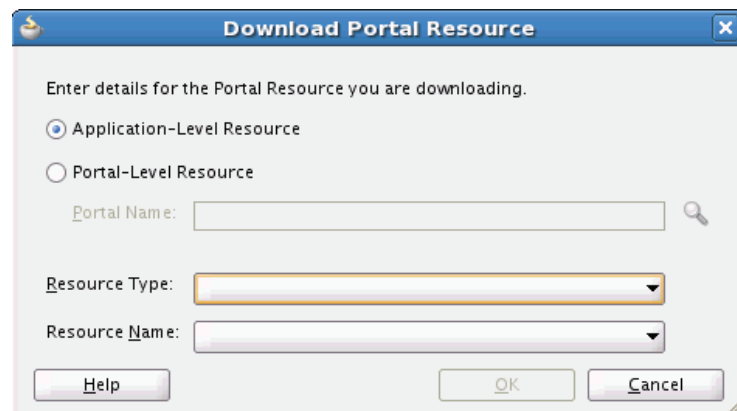 Download Portal Resource
Enter details for the Portal Resource you are downloading.
Application-Level Resource
Portal-Level Resource
Portal Name:
Resource Type:
Resource Name:
Help OK Cancel